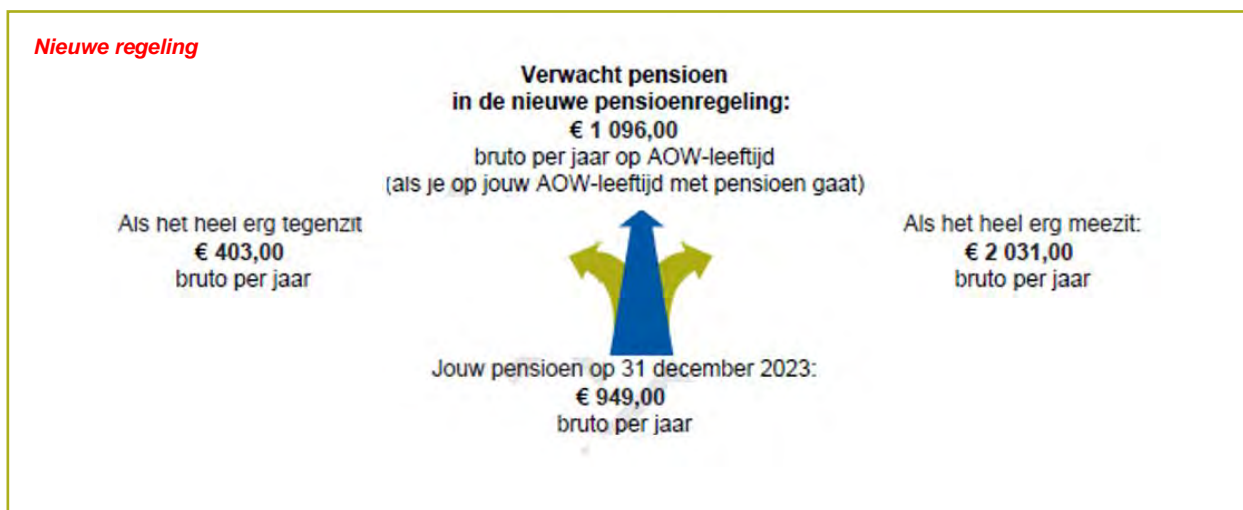 Nieuwe regeling
Verwacht pensioen
in de nieuwe pensioenregeling:
€ 1 096,00
bruto per jaar op AOW-leeftijd
(als je op jouw AOW-leeftijd met pensioen gaat)
Als het heel erg tegenzit
€ 403,00
bruto per jaar
Als het heel erg meezit:
€ 2 031,00
bruto per jaar
Jouw pensioen op 31 december 2023:
€ 949,00
bruto per jaar